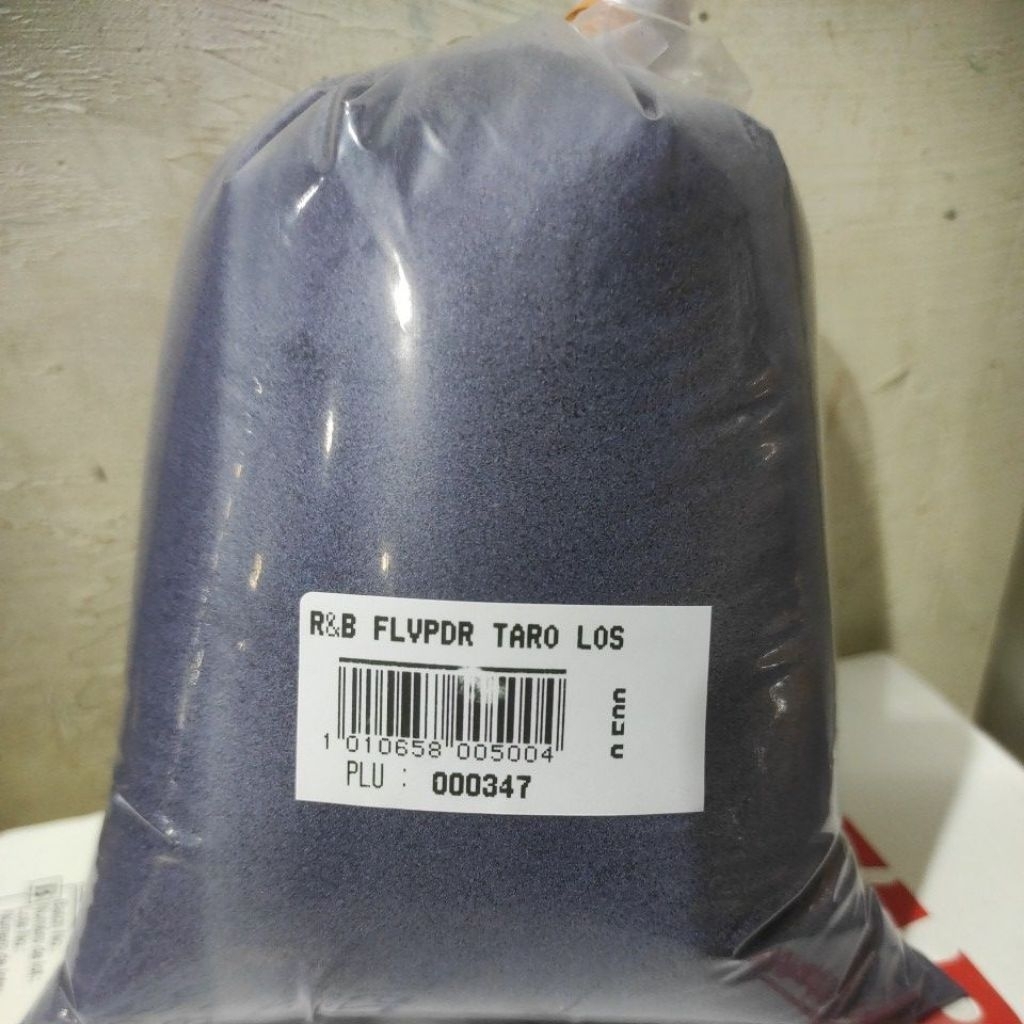 R&B FLVPDR TARO LOS
1 010658 005004
PLU : 000347